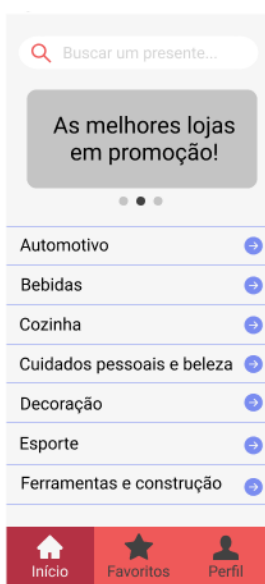 Buscar um presente...
As melhores lojas
em promoção!
Automotivo
Bebidas
Cozinha
Cuidados pessoais e beleza
Decoração
Esporte
Ferramentas e construção
Início Favoritos Perfil